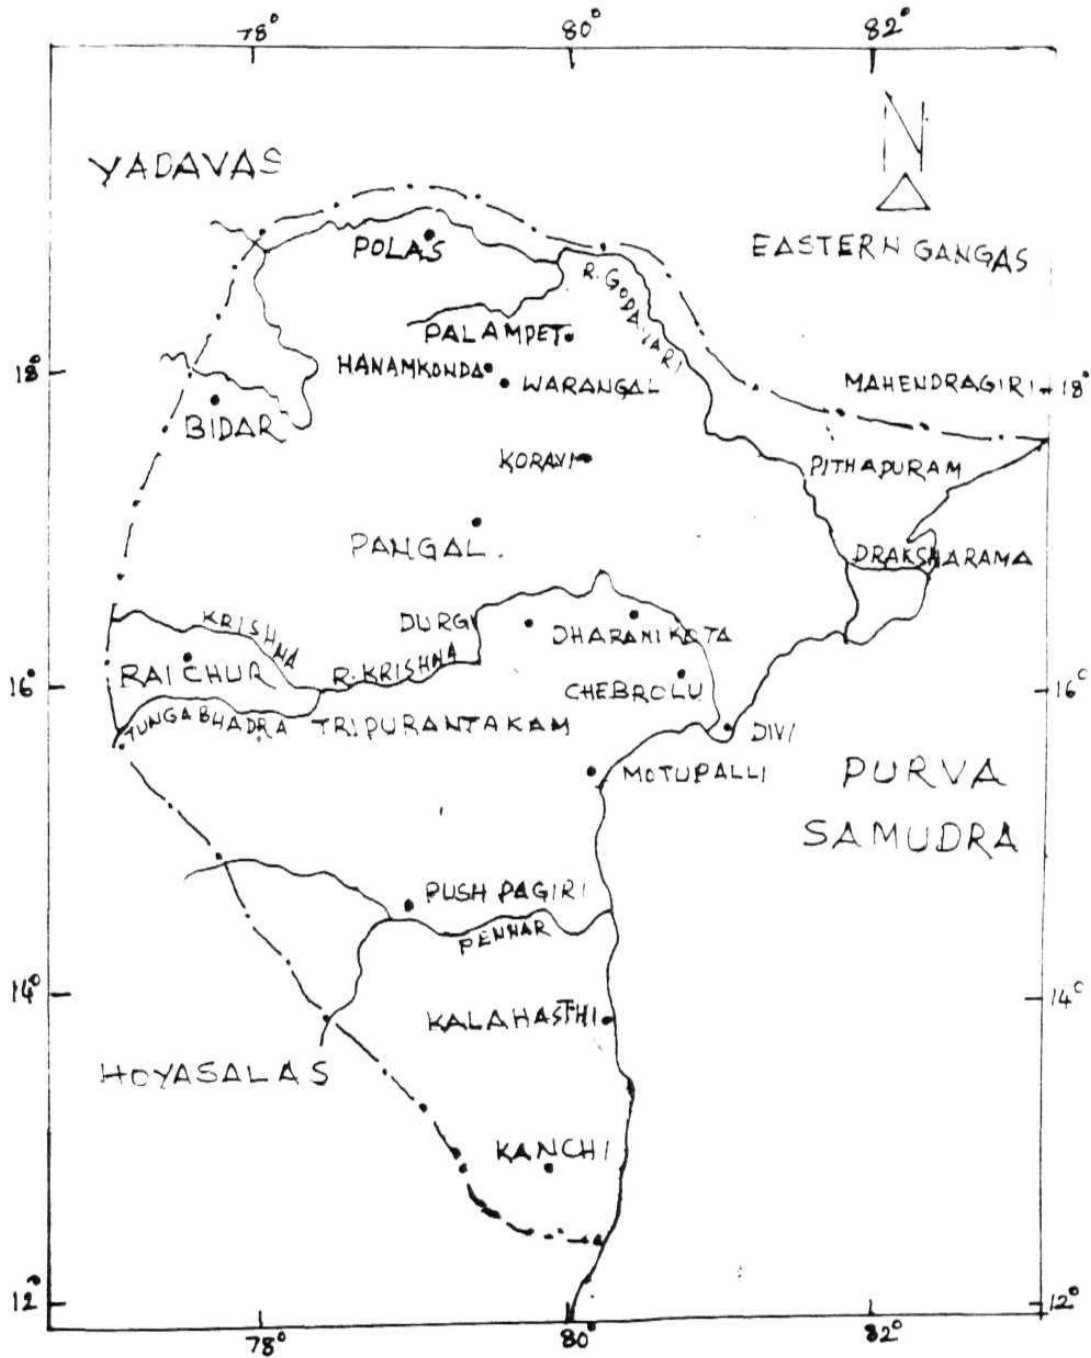 78° 80° 82°
N
YADAVAS
EASTERN GANGAS
POLAS
R. GODAVARI
PALAMPET
18° HANAMKONDA WARANGAL MAHENDRAGIRI 18°
BIDAR
KORAVI PITHAPURAM
PANGAL
DRAKSHARAMA
KRISHNA DURGI DHARANIKOTA
16° RAICHUR R. KRISHNA CHEBROLU 16°
TUNGABHADRA TRIPURANTAKAM DIVI
MOTUPALLI PURVA
SAMUDRA
PUSHPAGIRI
PENNAR
14° 14°
KALAHASTHI
HOYASALAS
KANCHI
12° 12°
78° 80° 82°